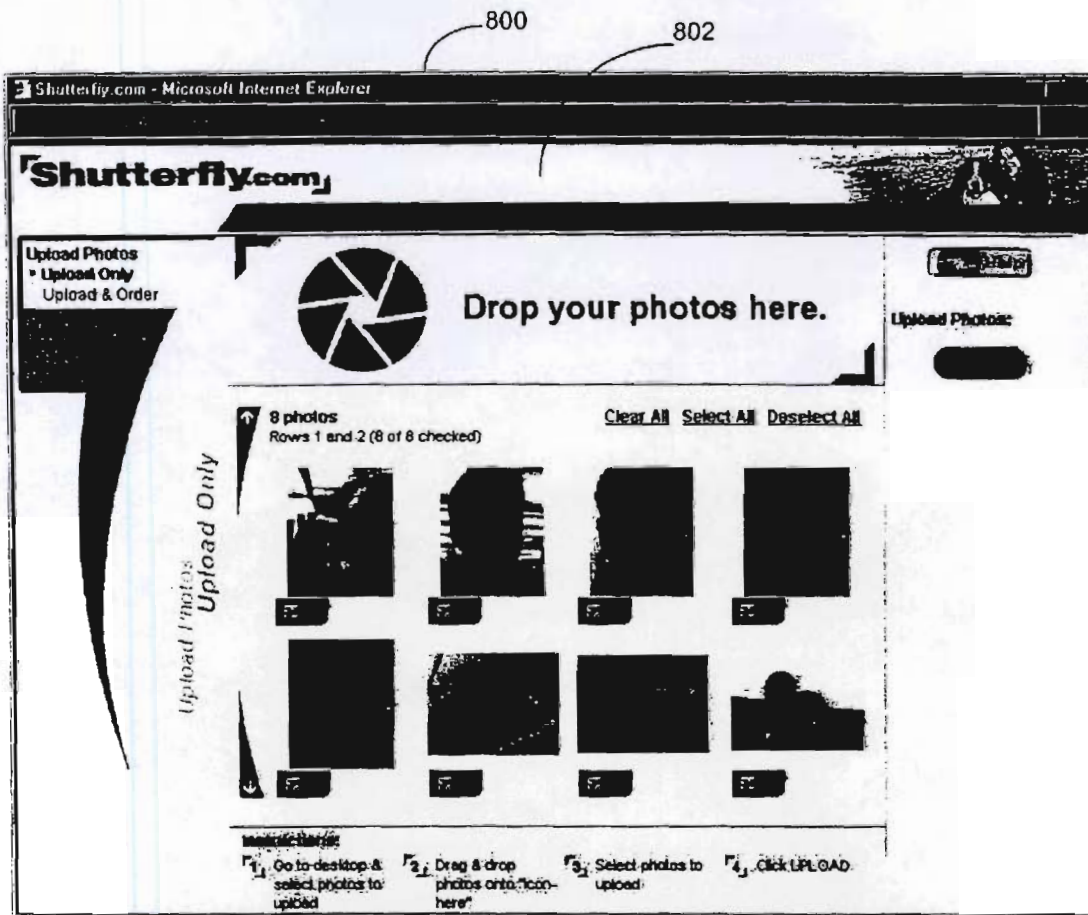 800
802
Shutterfly.com - Microsoft Internet Explorer
Shutterfly.com
Upload Photos
Upload Only
Upload & Order
Drop your photos here.
Upload Photos:
8 photos
Clear All Select All Deselect All
Rows 1 and 2 (8 of 8 checked)
Upload Photos
Upload Only
Instructions:
1 Go to desktop & select photos to upload
2 Drag & drop photos onto "icon-here"
3 Select photos to upload
4 Click UPLOAD